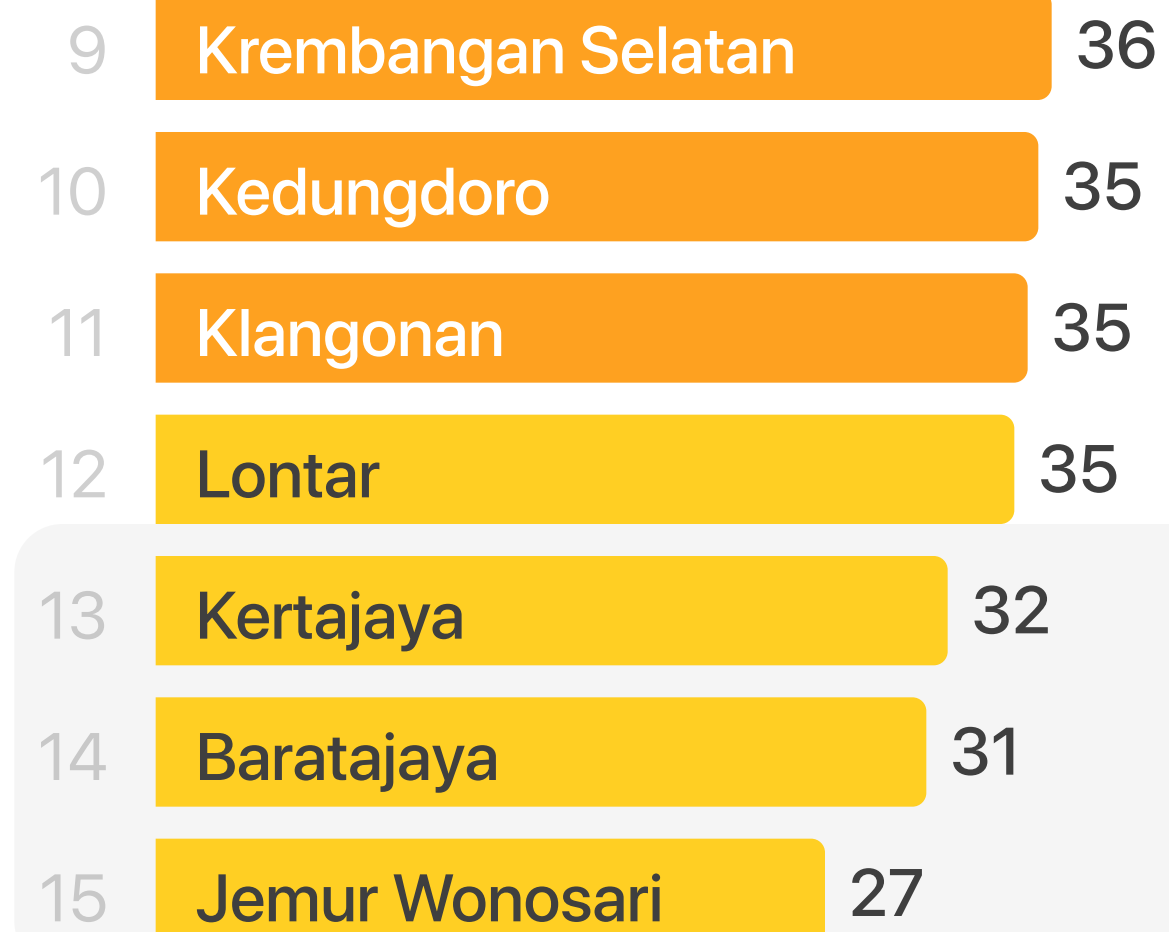 9 Krembangan Selatan 36
10 Kedungdoro 35
11 Klangonan 35
12 Lontar 35
13 Kertajaya 32
14 Baratajaya 31
15 Jemur Wonosari 27